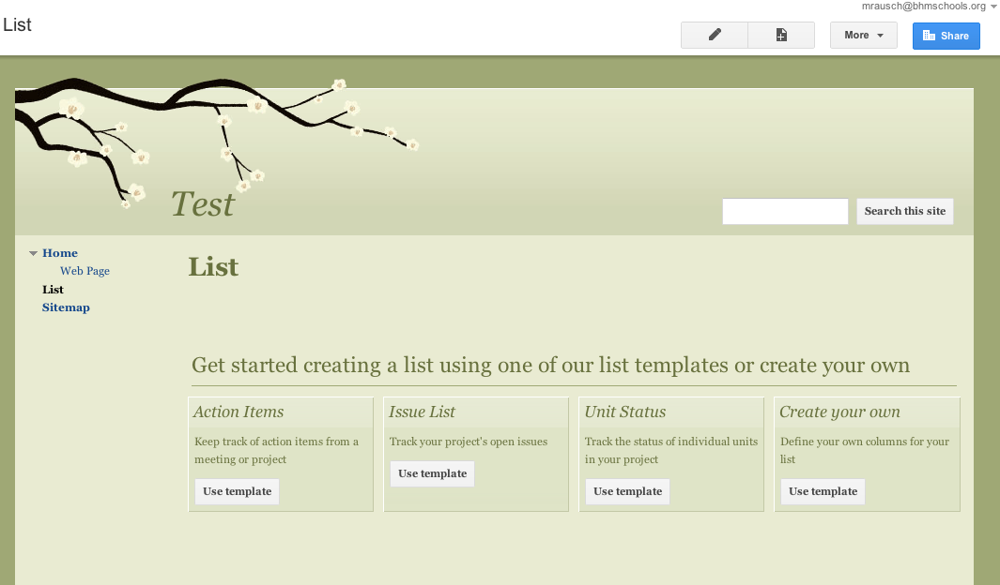 mrausch@bhmschools.org
List
More
Share
Test
Search this site
Home
Web Page
List
Sitemap
List
Get started creating a list using one of our list templates or create your own
Action Items
Keep track of action items from a
meeting or project
Use template
Issue List
Track your project's open issues
Use template
Unit Status
Track the status of individual units
in your project
Use template
Create your own
Define your own columns for your
list
Use template